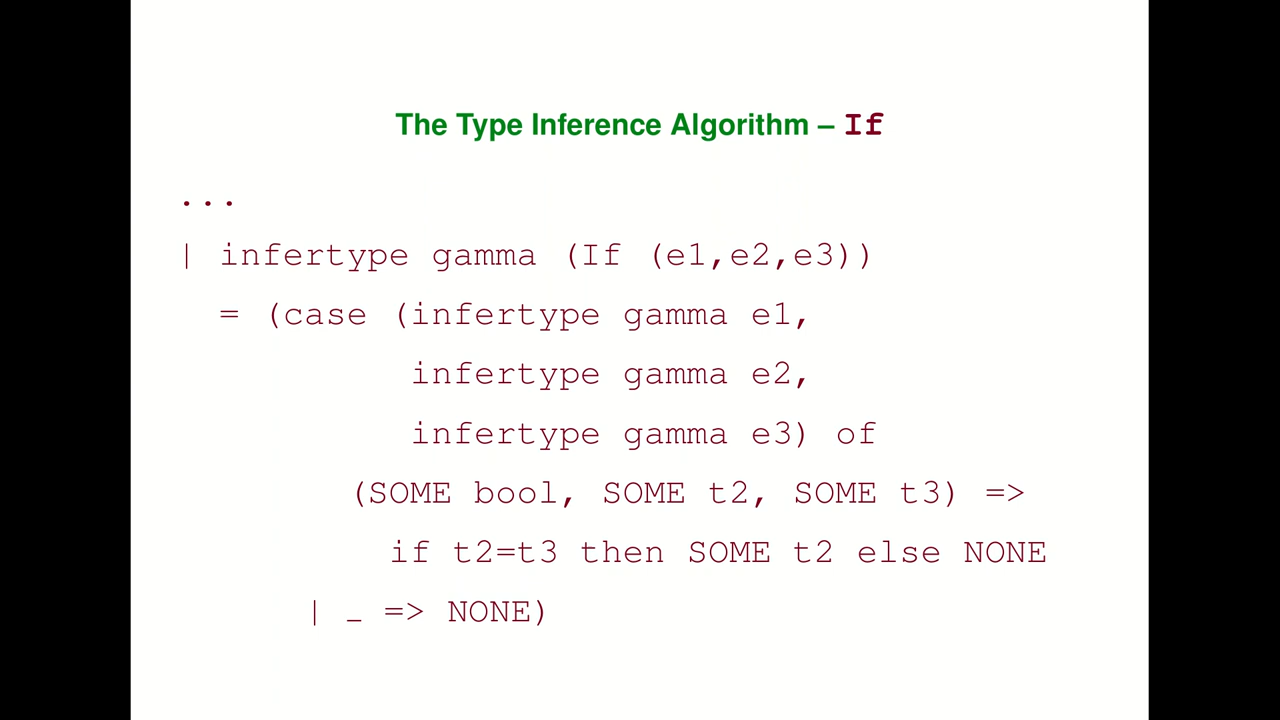 The Type Inference Algorithm – If
...
| infertype gamma (If (e1,e2,e3))
= (case (infertype gamma e1,
infertype gamma e2,
infertype gamma e3) of
(SOME bool, SOME t2, SOME t3) =>
if t2=t3 then SOME t2 else NONE
| _ => NONE)